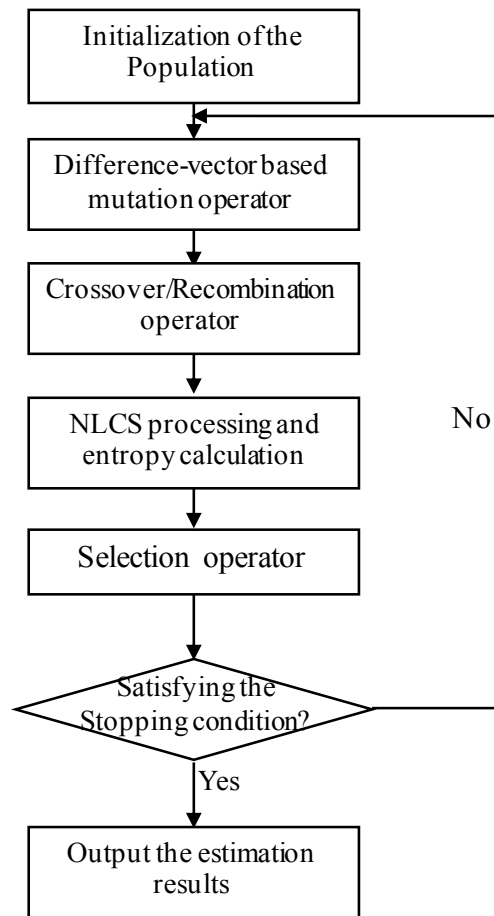 Initialization of the
Population
Difference-vector based
mutation operator
Crossover/Recombination
operator
NLCS processing and
entropy calculation
No
Selection operator
Satisfying the
Stopping condition?
Yes
Output the estimation
results